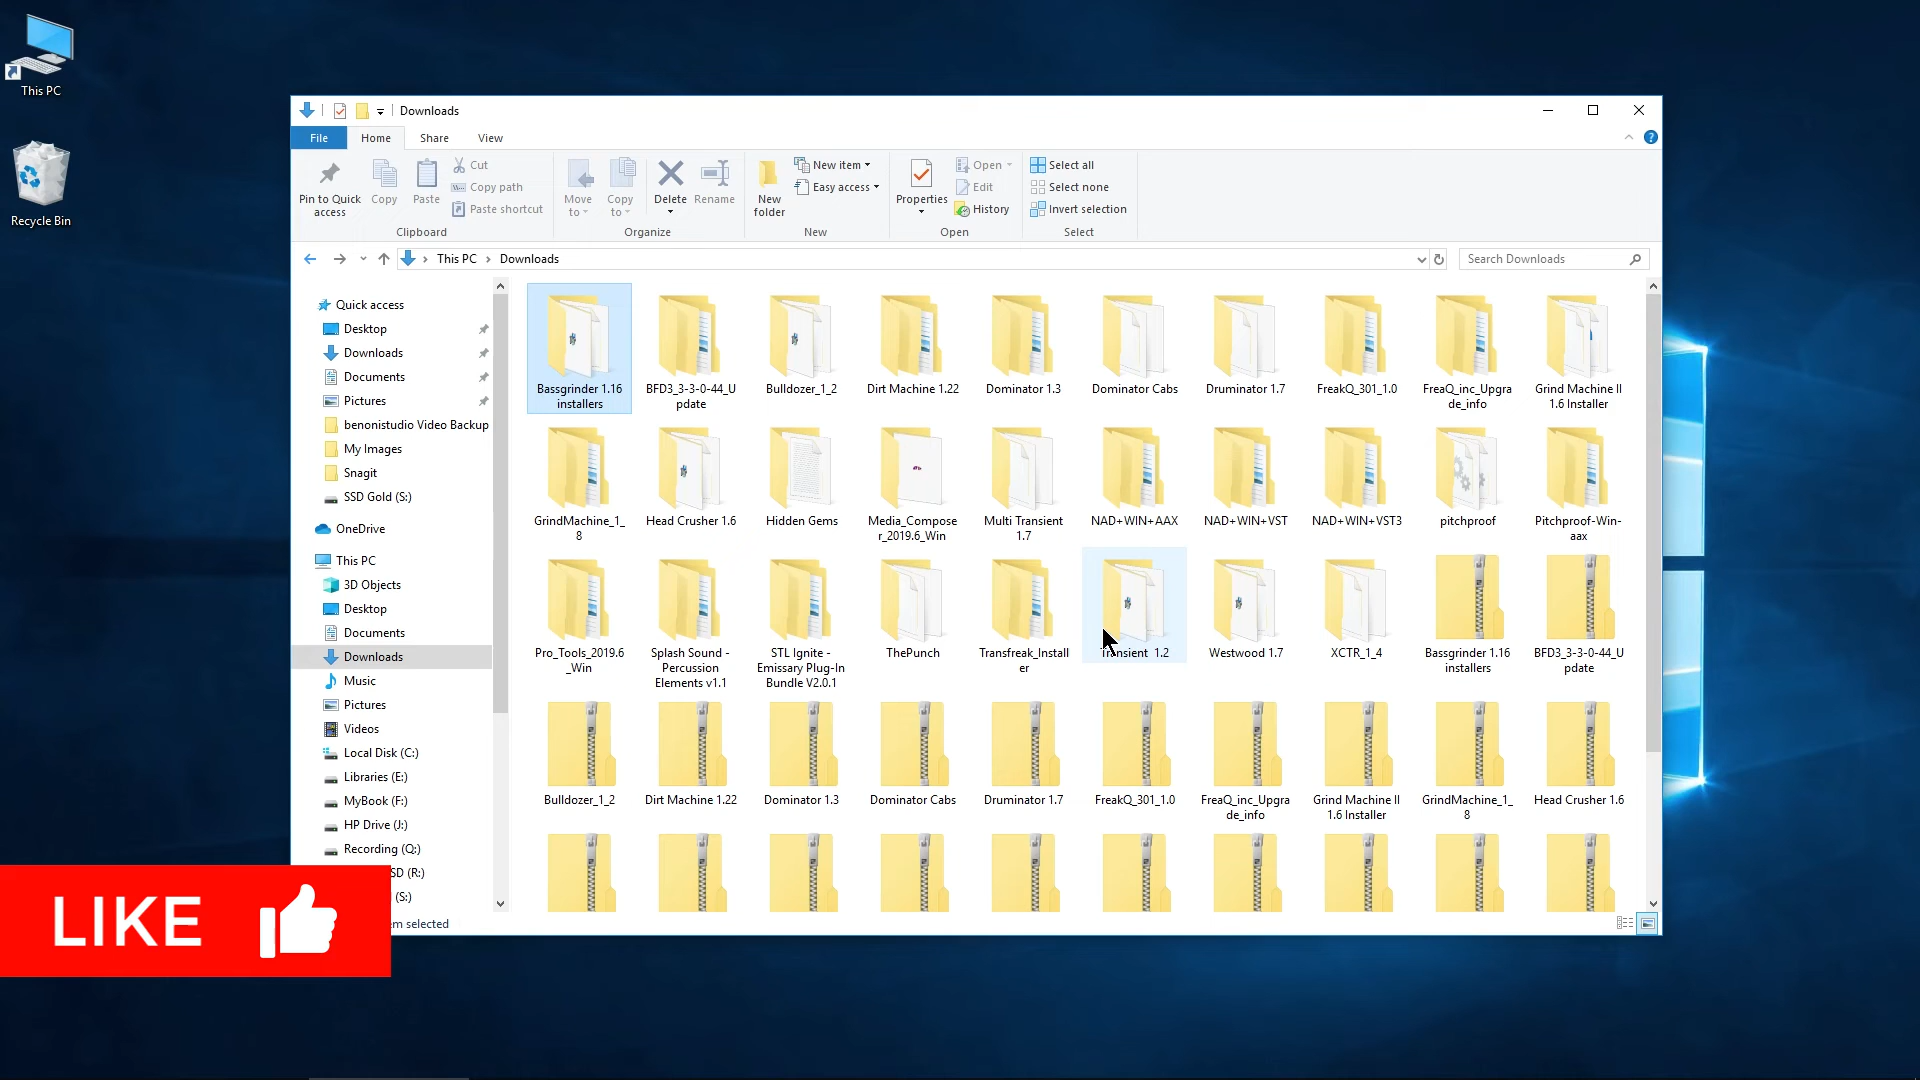 This PC
Recycle Bin
Downloads
File
Home
Share
View
Pin to Quick
access
Copy
Paste
Cut
Copy path
Paste shortcut
Clipboard
Move
to
Copy
to
Delete
Rename
Organize
New
folder
New item
Easy access
New
Properties
Open
Edit
History
Open
Select all
Select none
Invert selection
Select
This PC
Downloads
Search Downloads
Quick access
Desktop
Downloads
Documents
Pictures
benonistudio Video Backup
My Images
Snagit
SSD Gold (S:)
OneDrive
This PC
3D Objects
Desktop
Documents
Downloads
Music
Pictures
Videos
Local Disk (C:)
Libraries (E:)
MyBook (F:)
HP Drive (J:)
Recording (Q:)
SD (R:)
(S:)
Bassgrinder 1.16
installers
BFD3_3-3-0-44_U
pdate
Bulldozer_1_2
Dirt Machine 1.22
Dominator 1.3
Dominator Cabs
Druminator 1.7
FreakQ_301_1.0
FreaQ_inc_Upgra
de_info
Grind Machine II
1.6 Installer
GrindMachine_1_
8
Head Crusher 1.6
Hidden Gems
Media_Compose
r_2019.6_Win
Multi Transient
1.7
NAD+WIN+AAX
NAD+WIN+VST
NAD+WIN+VST3
pitchproof
Pitchproof-Win-
aax
Pro_Tools_2019.6
_Win
Splash Sound -
Percussion
Elements v1.1
STL Ignite -
Emissary Plug-In
Bundle V2.0.1
ThePunch
Transfreak_Install
er
Transient 1.2
Westwood 1.7
XCTR_1_4
Bassgrinder 1.16
installers
BFD3_3-3-0-44_U
pdate
Bulldozer_1_2
Dirt Machine 1.22
Dominator 1.3
Dominator Cabs
Druminator 1.7
FreakQ_301_1.0
FreaQ_inc_Upgra
de_info
Grind Machine II
1.6 Installer
GrindMachine_1_
8
Head Crusher 1.6
LIKE
em selected